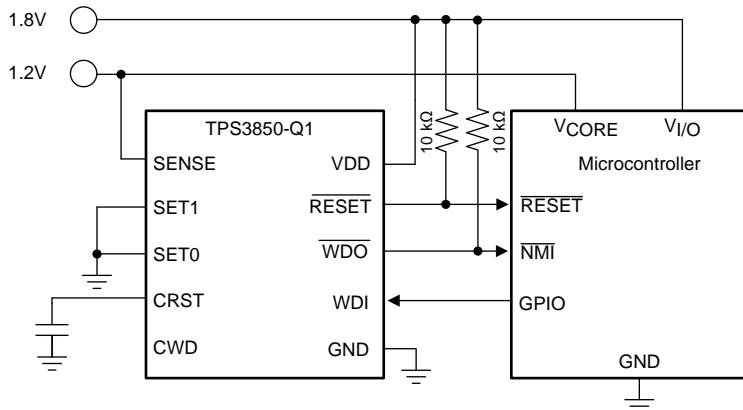 1.8V
1.2V
TPS3850-Q1
SENSE
SET1
SET0
CRST
CWD
VDD
RESET
WDO
WDI
GND
10 kΩ
10 kΩ
VCORE
VI/O
Microcontroller
RESET
NMI
GPIO
GND